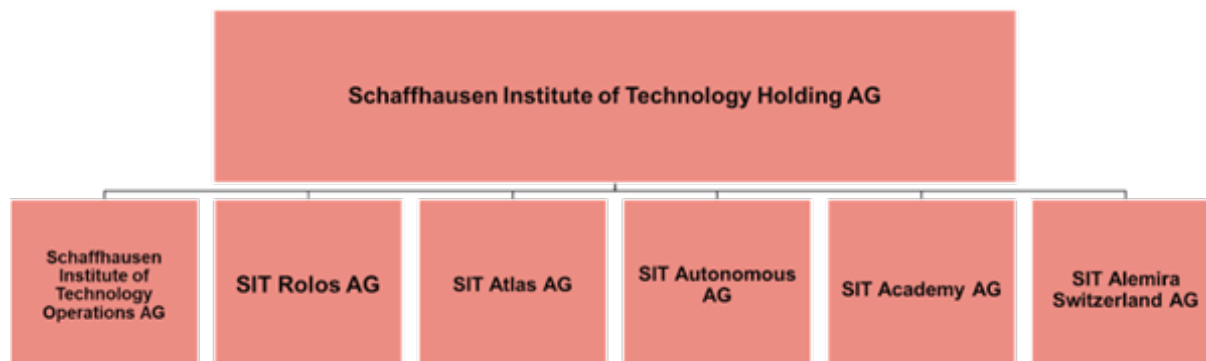 Schaffhausen Institute of Technology Holding AG
Schaffhausen
Institute of
Technology
Operations AG
SIT Rolos AG
SIT Atlas AG
SIT Autonomous
AG
SIT Academy AG
SIT Alemira
Switzerland AG